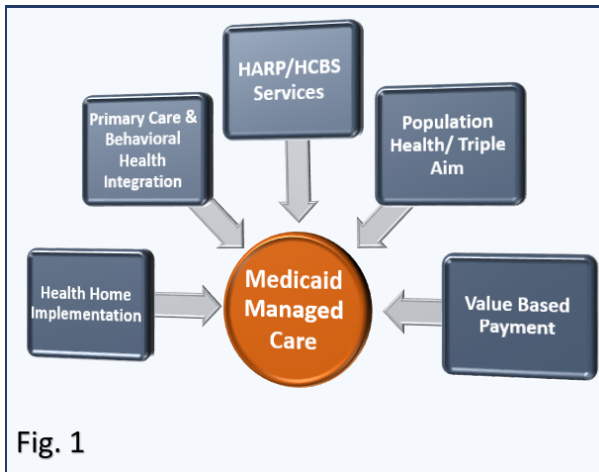 HARP/HCBS
Services
Primary Care &
Behavioral
Health
Integration
Population
Health/ Triple
Aim
Health Home
Implementation
Medicaid
Managed
Care
Value Based
Payment
Fig. 1